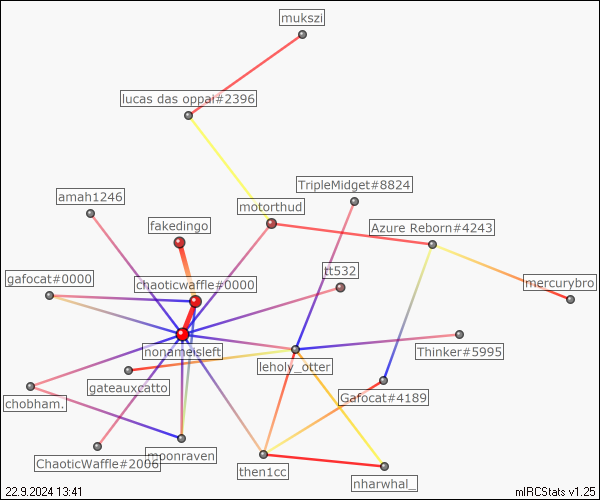 mukszi
lucas das oppai#2396
TripleMidget#8824
amah1246
motorthud
fakedingo
Azure Reborn#4243
tt532
gafocat#0000
chaoticwaffle#0000
mercurybro
nonameisleft
Thinker#5995
leholy_otter
gateauxcatto
Gafocat#4189
chobham.
moonraven
ChaoticWaffle#2006
then1cc
nharwhal_
22.9.2024 13:41
mIRCStats v1.25